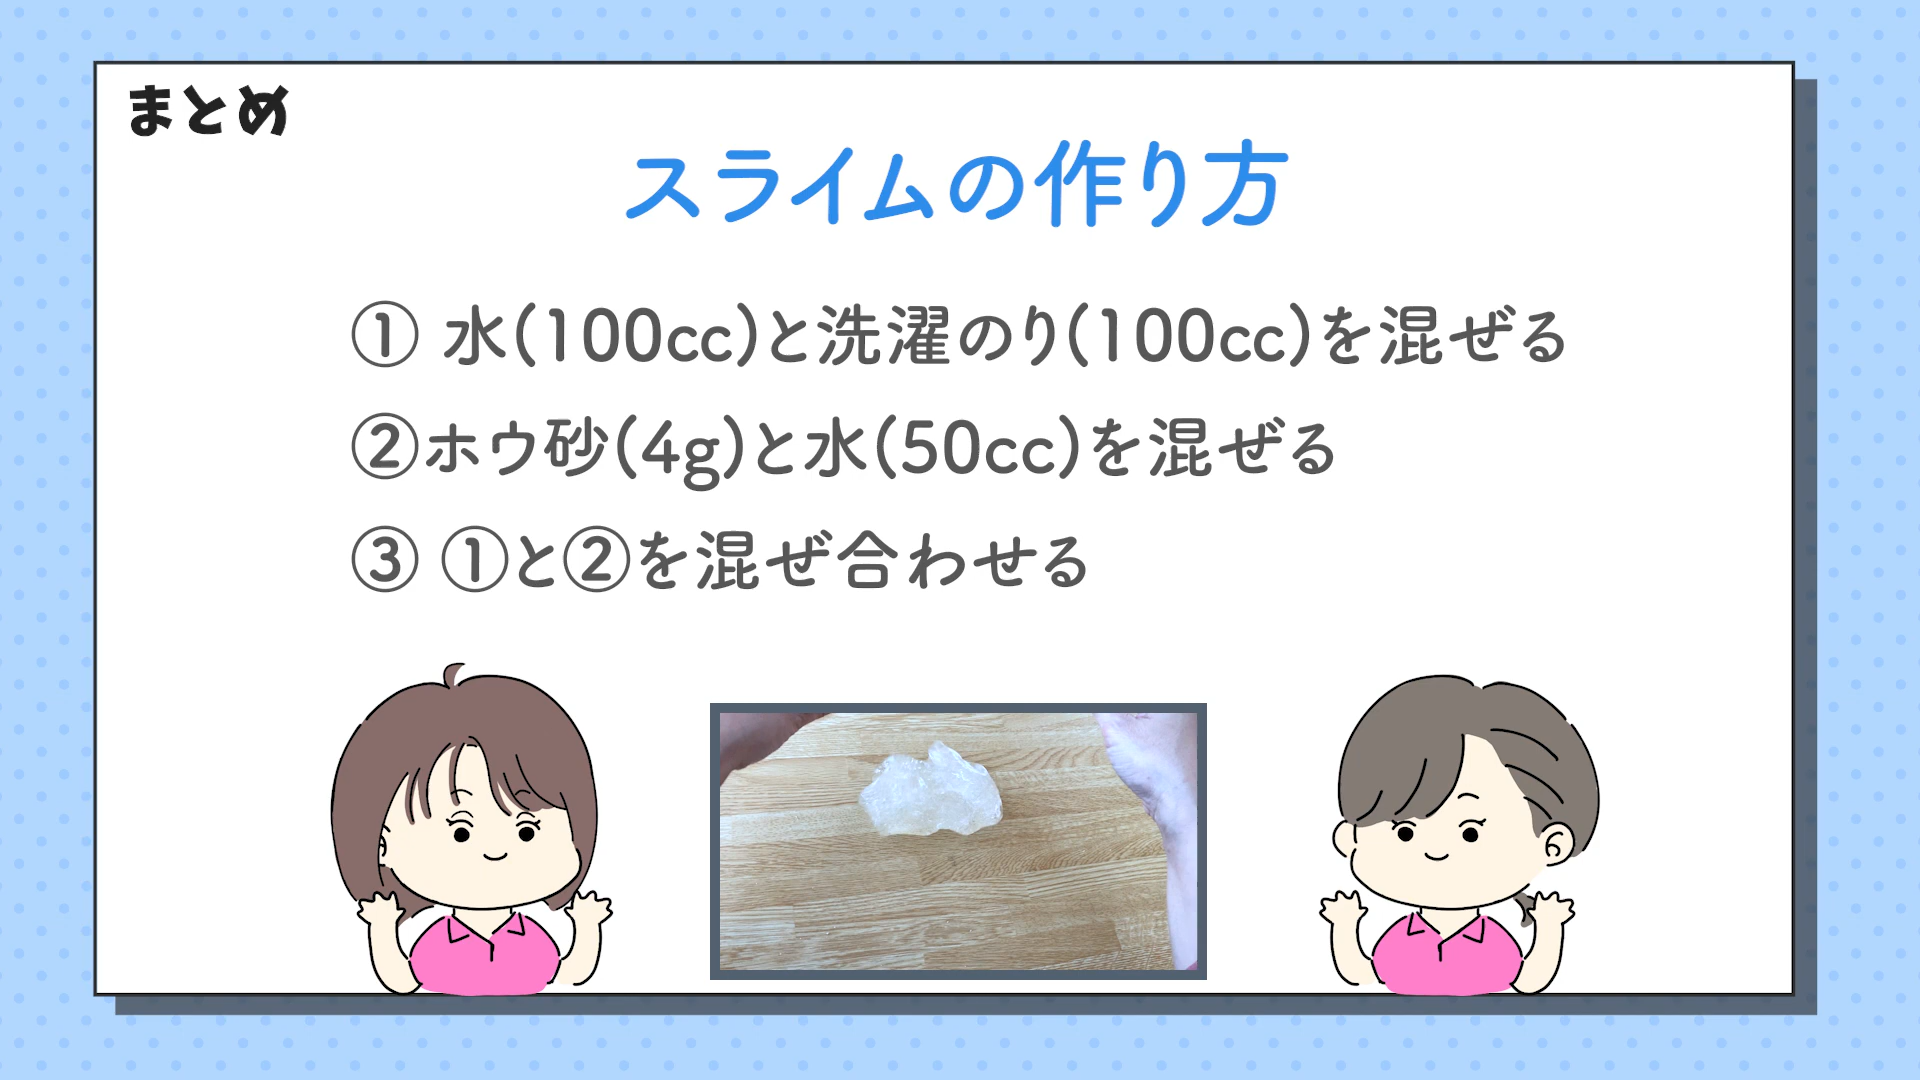 まとめ
スライムの作り方
① 水(100cc)と洗濯のり(100cc)を混ぜる
②ホウ砂(4g)と水(50cc)を混ぜる
③ ①と②を混ぜ合わせる